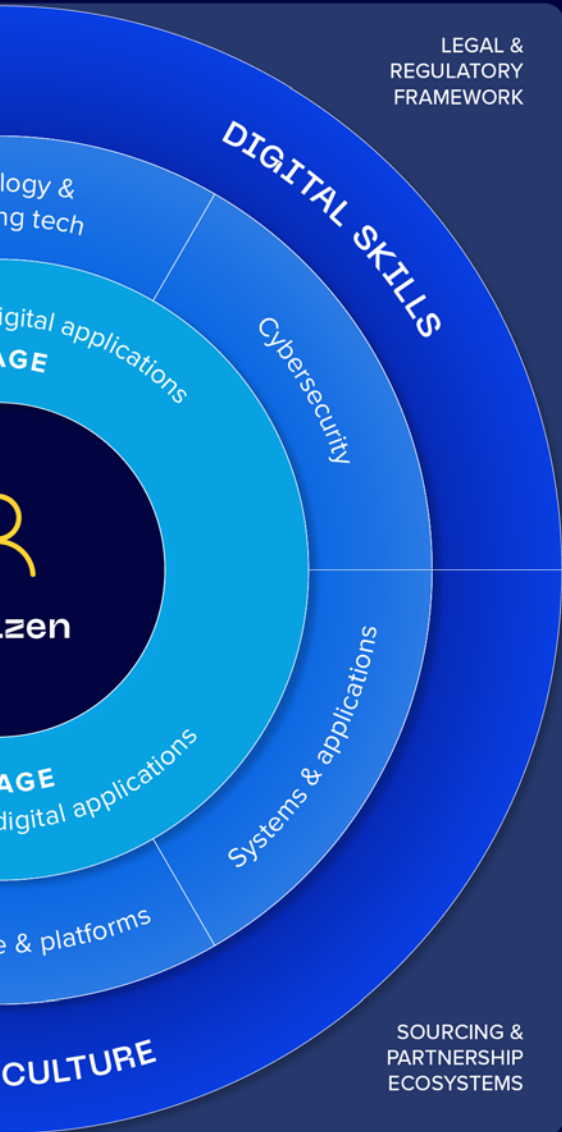 LEGAL &
REGULATORY
FRAMEWORK
DIGITAL SKILLS
logy &
ng tech
Cybersecurity
igital applications
AGE
zen
Systems & applications
AGE
digital applications
e & platforms
CULTURE
SOURCING &
PARTNERSHIP
ECOSYSTEMS